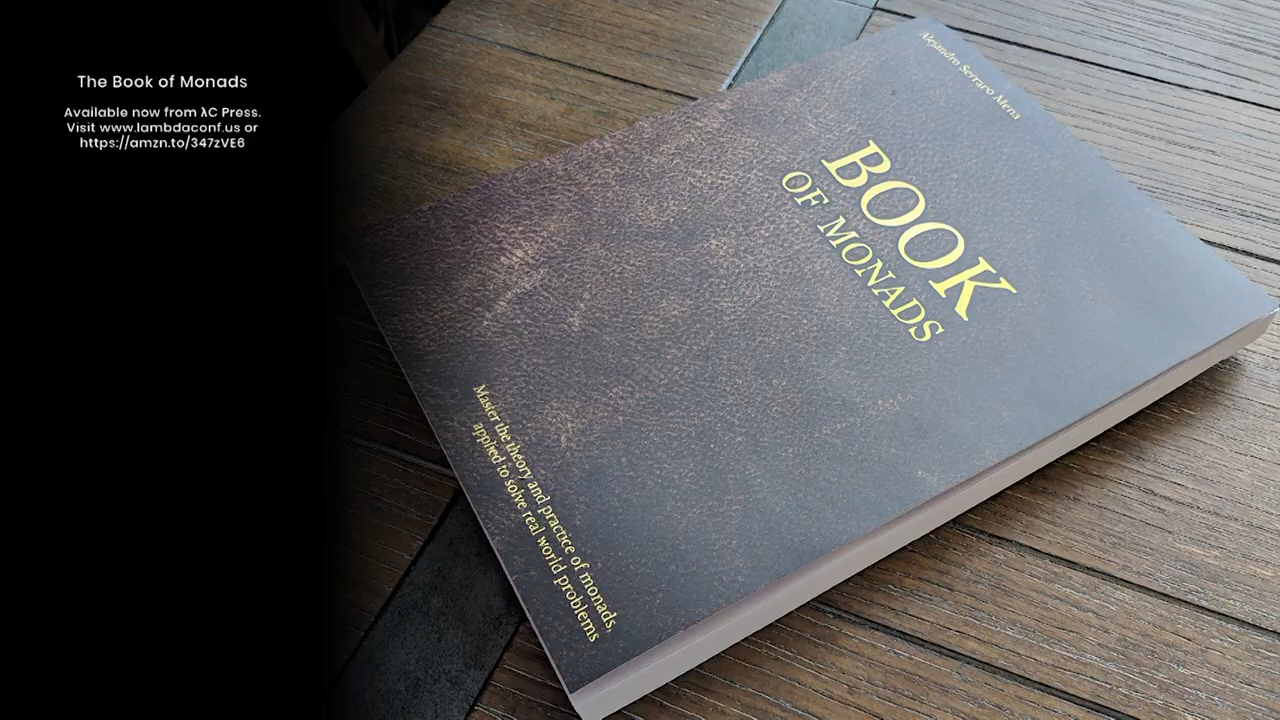 The Book of Monads
Available now from λC Press.
Visit www.lambdaconf.us or
https://amzn.to/347zVE6
Alejandro Serrano Mena
BOOK
OF MONADS
Master the theory and practice of monads,
applied to solve real world problems